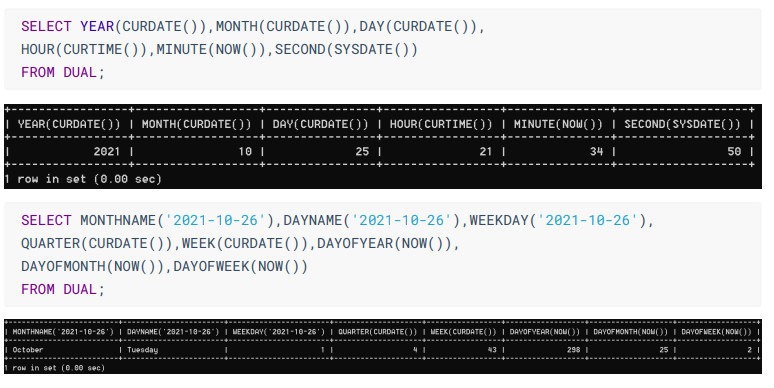 SELECT YEAR(CURDATE()),MONTH(CURDATE()),DAY(CURDATE()),
HOUR(CURTIME()),MINUTE(NOW()),SECOND(SYSDATE())
FROM DUAL;
+-----------------+------------------+----------------+-----------------+---------------+-------------------+
| YEAR(CURDATE()) | MONTH(CURDATE()) | DAY(CURDATE()) | HOUR(CURTIME()) | MINUTE(NOW()) | SECOND(SYSDATE()) |
+-----------------+------------------+----------------+-----------------+---------------+-------------------+
| 2021 | 10 | 25 | 21 | 34 | 50 |
+-----------------+------------------+----------------+-----------------+---------------+-------------------+
1 row in set (0.00 sec)
SELECT MONTHNAME('2021-10-26'),DAYNAME('2021-10-26'),WEEKDAY('2021-10-26'),
QUARTER(CURDATE()),WEEK(CURDATE()),DAYOFYEAR(NOW()),
DAYOFMONTH(NOW()),DAYOFWEEK(NOW())
FROM DUAL;
+-------------------------+-----------------------+-----------------------+--------------------+-----------------+------------------+-------------------+------------------+
| MONTHNAME('2021-10-26') | DAYNAME('2021-10-26') | WEEKDAY('2021-10-26') | QUARTER(CURDATE()) | WEEK(CURDATE()) | DAYOFYEAR(NOW()) | DAYOFMONTH(NOW()) | DAYOFWEEK(NOW()) |
+-------------------------+-----------------------+-----------------------+--------------------+-----------------+------------------+-------------------+------------------+
| October | Tuesday | 1 | 4 | 43 | 298 | 25 | 2 |
+-------------------------+-----------------------+-----------------------+--------------------+-----------------+------------------+-------------------+------------------+
1 row in set (0.00 sec)